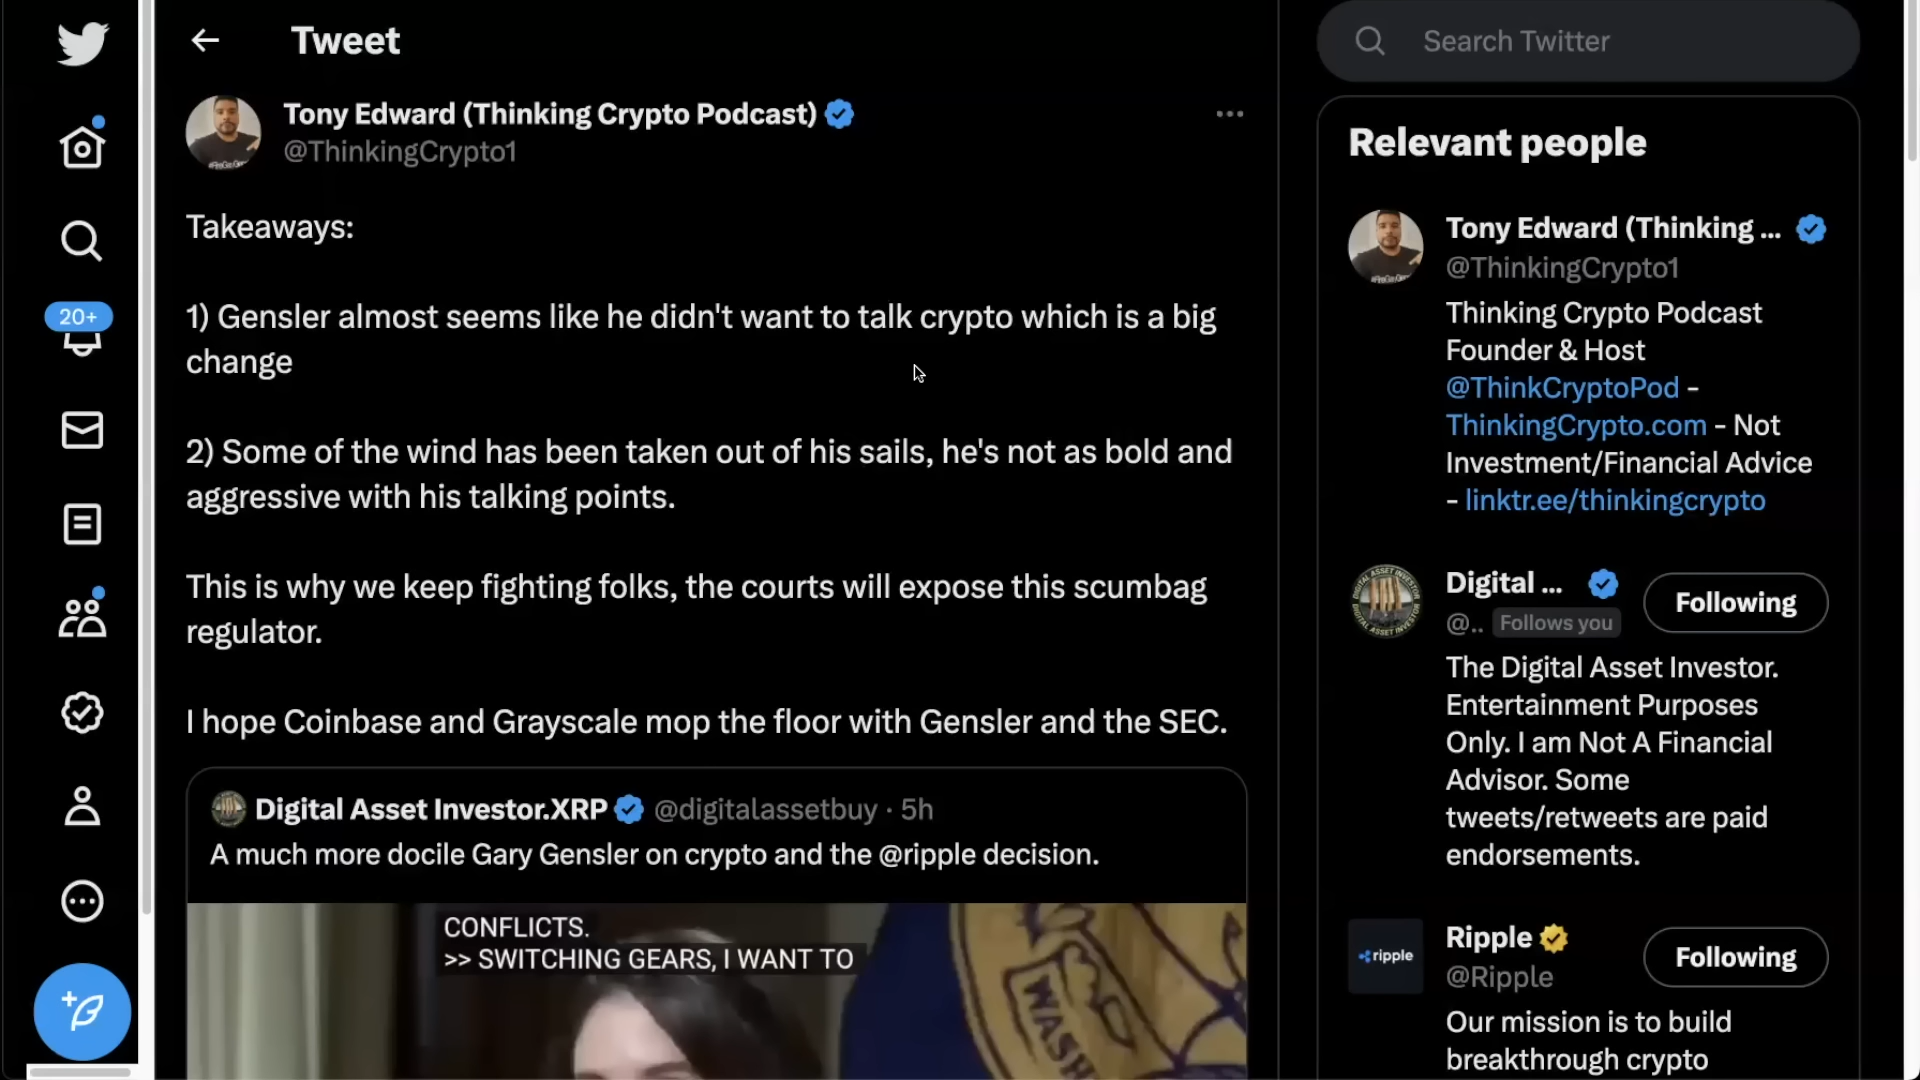 Tweet
Tony Edward (Thinking Crypto Podcast)
@ThinkingCrypto1
Takeaways:
1) Gensler almost seems like he didn't want to talk crypto which is a big
change
2) Some of the wind has been taken out of his sails, he's not as bold and
aggressive with his talking points.
This is why we keep fighting folks, the courts will expose this scumbag
regulator.
I hope Coinbase and Grayscale mop the floor with Gensler and the SEC.
Digital Asset Investor.XRP @digitalassetbuy · 5h
A much more docile Gary Gensler on crypto and the @ripple decision.
CONFLICTS.
>> SWITCHING GEARS, I WANT TO
WASH
20+
Search Twitter
Relevant people
Tony Edward (Thinking ...
@ThinkingCrypto1
Thinking Crypto Podcast
Founder & Host
@ThinkCryptoPod -
ThinkingCrypto.com - Not
Investment/Financial Advice
- linktr.ee/thinkingcrypto
DIGITAL ASSET INVESTOR
Digital ...
@.. Follows you
Following
The Digital Asset Investor.
Entertainment Purposes
Only. I am Not A Financial
Advisor. Some
tweets/retweets are paid
endorsements.
ripple
Ripple
@Ripple
Following
Our mission is to build
breakthrough crypto